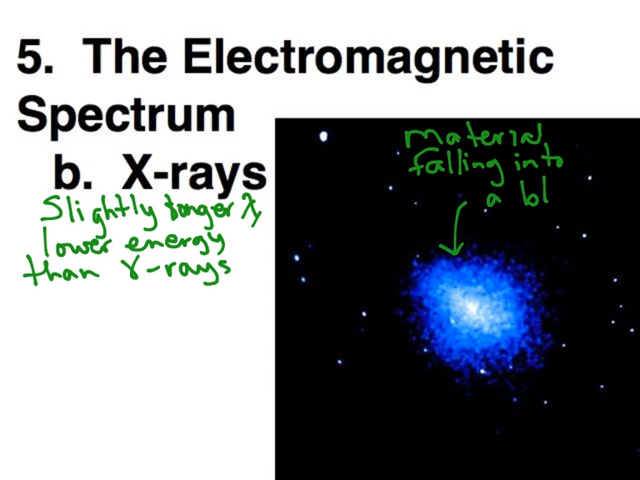 5. The Electromagnetic
Spectrum
b. X-rays
Slightly longer λ,
lower energy
than γ-rays
Material
falling into
a bl